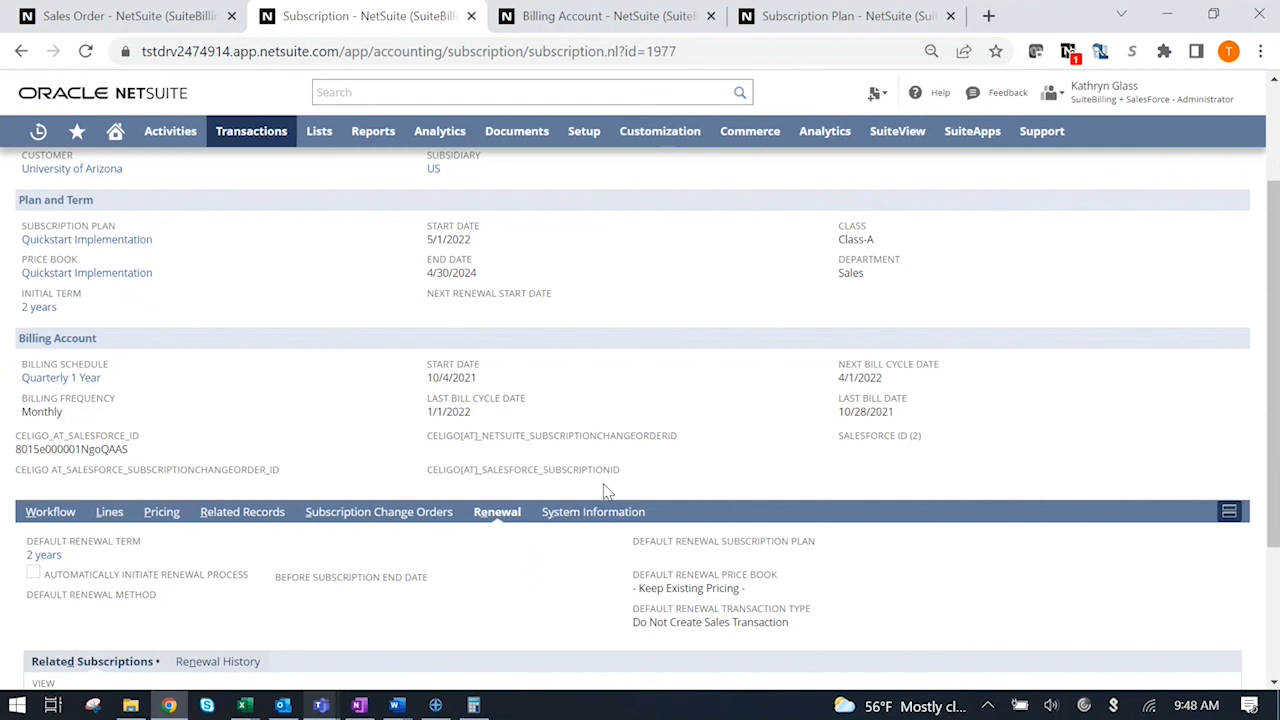 Sales Order - NetSuite (SuiteBillin
Subscription - NetSuite (SuiteBilli
Billing Account - NetSuite (SuiteB
Subscription Plan - NetSuite (Suit
tstdrv2474914.app.netsuite.com/app/accounting/subscription/subscription.nl?id=1977
1
S
T
ORACLE NETSUITE
Search
Help
Feedback
Kathryn Glass
SuiteBilling + SalesForce - Administrator
Activities Transactions Lists Reports Analytics Documents Setup Customization Commerce Analytics SuiteView SuiteApps Support
CUSTOMER
University of Arizona
SUBSIDIARY
US
Plan and Term
SUBSCRIPTION PLAN
Quickstart Implementation
PRICE BOOK
Quickstart Implementation
INITIAL TERM
2 years
START DATE
5/1/2022
END DATE
4/30/2024
NEXT RENEWAL START DATE
CLASS
Class-A
DEPARTMENT
Sales
Billing Account
BILLING SCHEDULE
Quarterly 1 Year
BILLING FREQUENCY
Monthly
START DATE
10/4/2021
LAST BILL CYCLE DATE
1/1/2022
NEXT BILL CYCLE DATE
4/1/2022
LAST BILL DATE
10/28/2021
CELIGO_AT_SALESFORCE_ID
8015e000001NgoQAAS
CELIGO[AT]_NETSUITE_SUBSCRIPTIONCHANGEORDERID
SALESFORCE ID (2)
CELIGO AT_SALESFORCE_SUBSCRIPTIONCHANGEORDER_ID
CELIGO[AT]_SALESFORCE_SUBSCRIPTIONID
Workflow Lines Pricing Related Records Subscription Change Orders Renewal System Information
DEFAULT RENEWAL TERM
2 years
AUTOMATICALLY INITIATE RENEWAL PROCESS
BEFORE SUBSCRIPTION END DATE
DEFAULT RENEWAL METHOD
DEFAULT RENEWAL SUBSCRIPTION PLAN
DEFAULT RENEWAL PRICE BOOK
- Keep Existing Pricing -
DEFAULT RENEWAL TRANSACTION TYPE
Do Not Create Sales Transaction
Related Subscriptions • Renewal History
VIEW
56°F Mostly cl...
9:48 AM